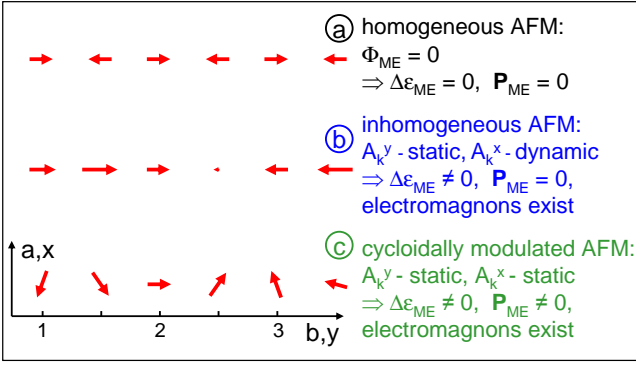 ⓐ homogeneous AFM:
Φ_ME = 0
⇒ Δε_ME = 0, P_ME = 0
ⓑ inhomogeneous AFM:
A_k^y - static, A_k^x - dynamic
⇒ Δε_ME ≠ 0, P_ME = 0,
electromagnons exist
a,x
ⓒ cycloidally modulated AFM:
A_k^y - static, A_k^x - static
⇒ Δε_ME ≠ 0, P_ME ≠ 0,
electromagnons exist
1 2 3 b,y